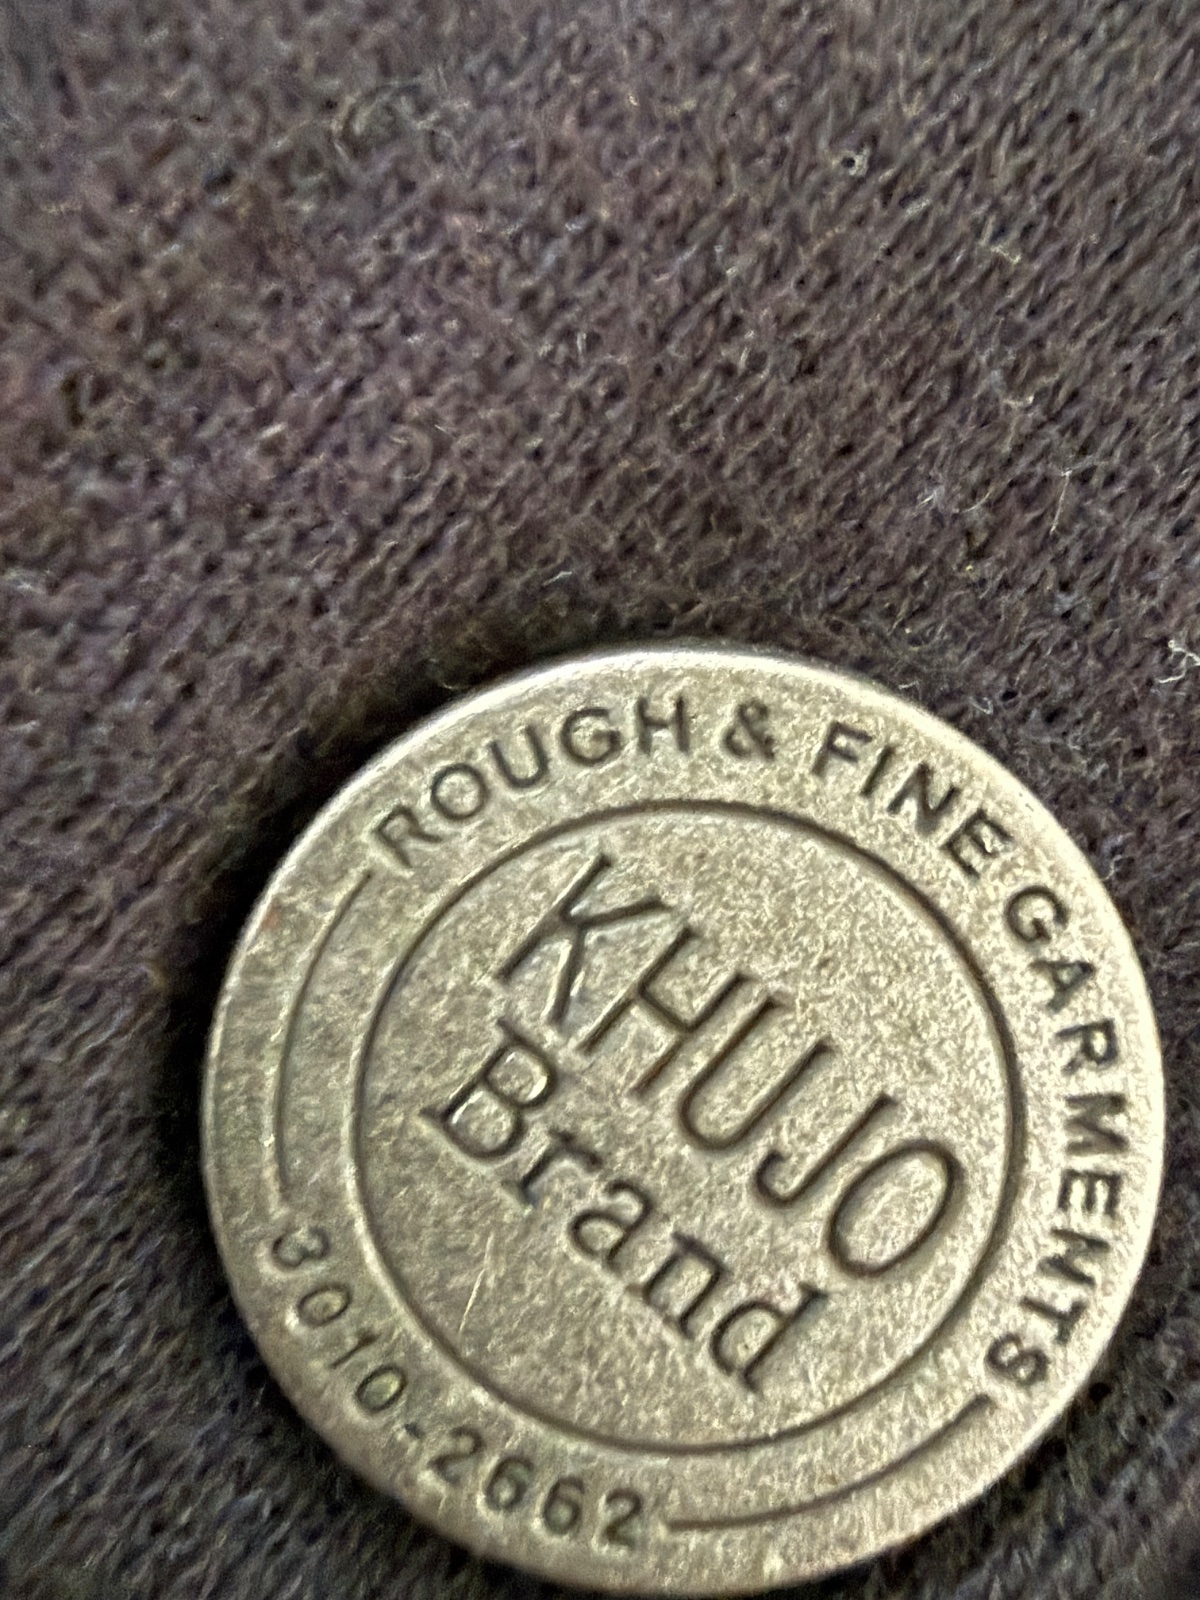 ROUGH & FINE GARMENTS
KHUJO
Brand
3010-2662